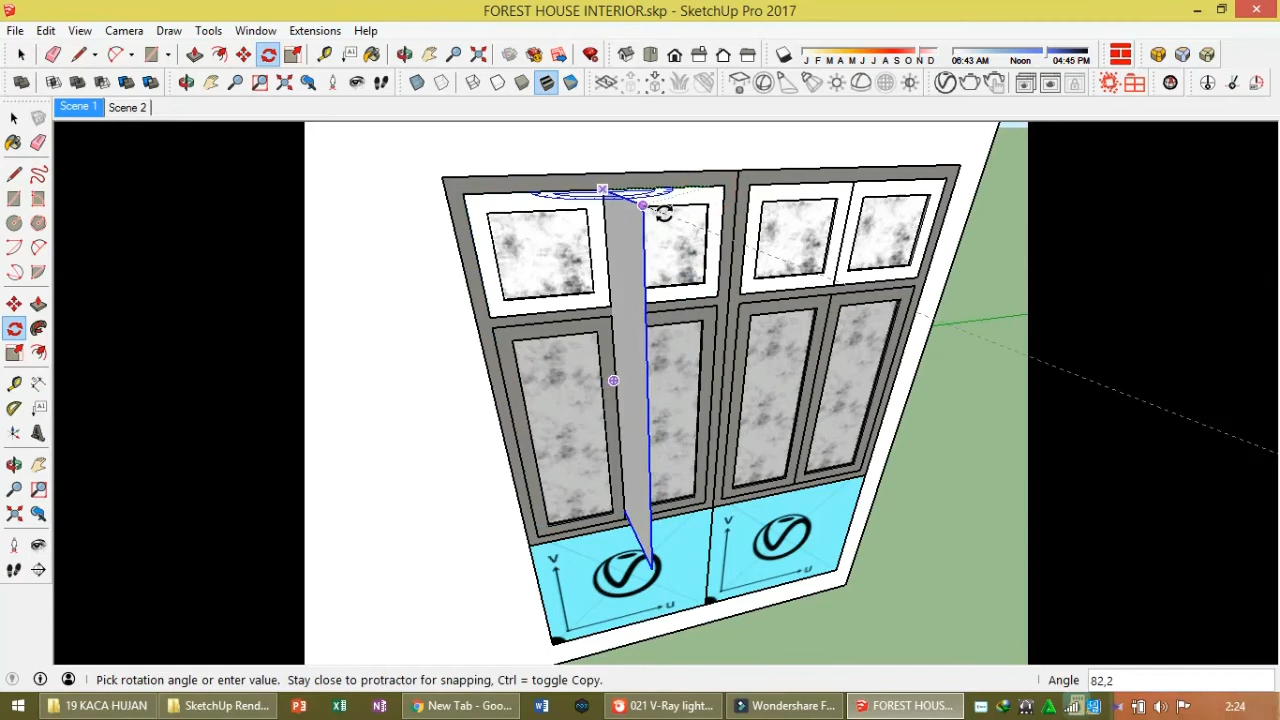 FOREST HOUSE INTERIOR.skp - SketchUp Pro 2017
File Edit View Camera Draw Tools Window Extensions Help
J F M A M J J A S O N D 06:43 AM Noon 04:45 PM
Scene 1 Scene 2
V
V
U
U
Pick rotation angle or enter value. Stay close to protractor for snapping, Ctrl = toggle Copy. Angle 82,2
19 KACA HUJAN SketchUp Rend... New Tab - Goo... 021 V-Ray light... Wondershare F... FOREST HOUS... 2:24